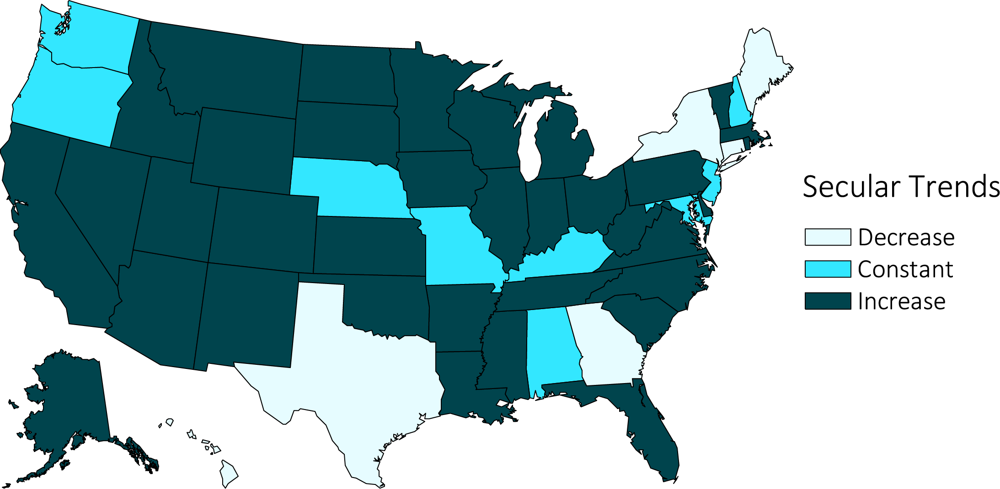 Secular Trends
Decrease
Constant
Increase